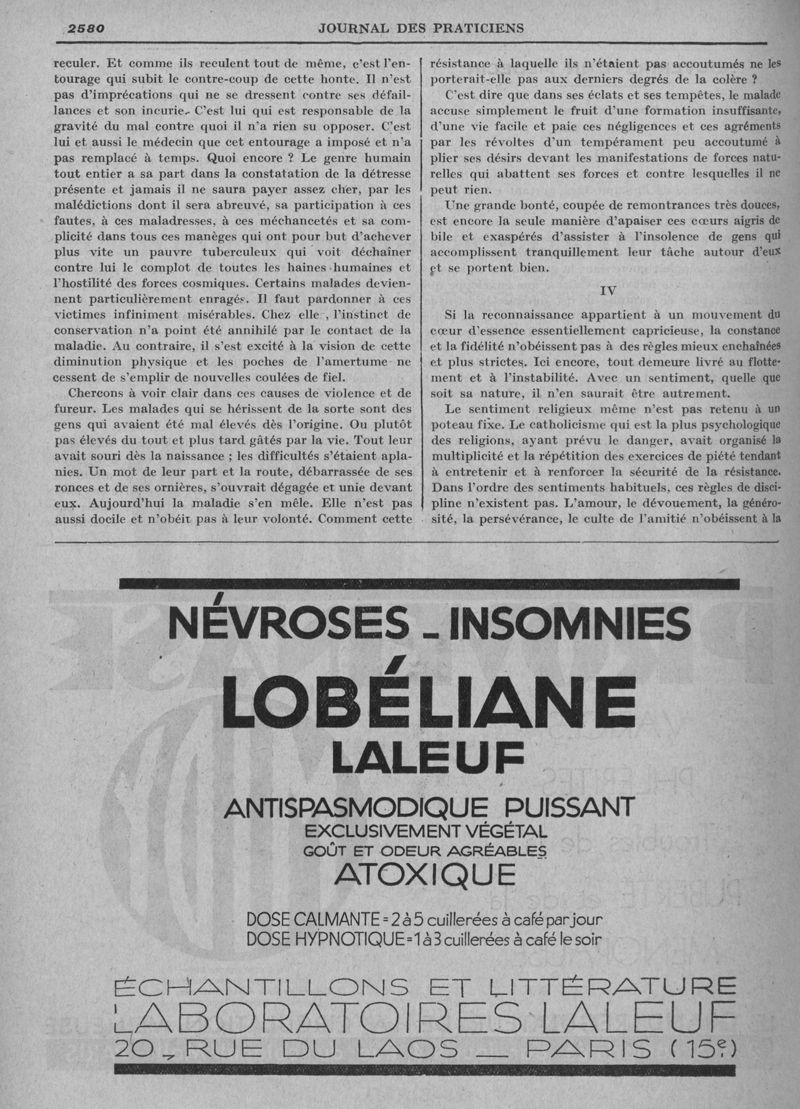 2580
JOURNAL DES PRATICIENS
reculer. Et comme ils reculent tout de même, c'est l'en-
tourage qui subit le contre-coup de cette honte. Il n'est
pas d'imprécations qui ne se dressent contre ses défail-
lances et son incurie. C'est lui qui est responsable de la
gravité du mal contre quoi il n'a rien su opposer. C'est
lui et aussi le médecin que cet entourage a imposé et n'a
pas remplacé à temps. Quoi encore ? Le genre humain
tout entier a sa part dans la constatation de la détresse
présente et jamais il ne saura payer assez cher, par les
malédictions dont il sera abreuvé, sa participation à ces
fautes, à ces maladresses, à ces méchancetés et sa com-
plicité dans tous ces manèges qui ont pour but d'achever
plus vite un pauvre tuberculeux qui voit déchaîner
contre lui le complot de toutes les haines humaines et
l'hostilité des forces cosmiques. Certains malades devien-
nent particulièrement enragés. Il faut pardonner à ces
victimes infiniment misérables. Chez elle , l'instinct de
conservation n'a point été annihilé par le contact de la
maladie. Au contraire, il s'est excité à la vision de cette
diminution physique et les poches de l'amertume ne
cessent de s'emplir de nouvelles coulées de fiel.
Chercons à voir clair dans ces causes de violence et de
fureur. Les malades qui se hérissent de la sorte sont des
gens qui avaient été mal élevés dès l'origine. Ou plutôt
pas élevés du tout et plus tard gâtés par la vie. Tout leur
avait souri dès la naissance ; les difficultés s'étaient apla-
nies. Un mot de leur part et la route, débarrassée de ses
ronces et de ses ornières, s'ouvrait dégagée et unie devant
eux. Aujourd'hui la maladie s'en mêle. Elle n'est pas
aussi docile et n'obéit pas à leur volonté. Comment cette
résistance à laquelle ils n'étaient pas accoutumés ne les
porterait-elle pas aux derniers degrés de la colère ?
C'est dire que dans ses éclats et ses tempêtes, le malade
accuse simplement le fruit d'une formation insuffisante,
d'une vie facile et paie ces négligences et ces agréments
par les révoltes d'un tempérament peu accoutumé à
plier ses désirs devant les manifestations de forces natu-
relles qui abattent ses forces et contre lesquelles il ne
peut rien.
Une grande bonté, coupée de remontrances très douces,
est encore la seule manière d'apaiser ces cœurs aigris de
bile et exaspérés d'assister à l'insolence de gens qui
accomplissent tranquillement leur tâche autour d'eux
et se portent bien.
IV
Si la reconnaissance appartient à un mouvement du
cœur d'essence essentiellement capricieuse, la constance
et la fidélité n'obéissent pas à des règles mieux enchaînées
et plus strictes. Ici encore, tout demeure livré au flotte-
ment et à l'instabilité. Avec un sentiment, quelle que
soit sa nature, il n'en saurait être autrement.
Le sentiment religieux même n'est pas retenu à un
poteau fixe. Le catholicisme qui est la plus psychologique
des religions, ayant prévu le danger, avait organisé la
multiplicité et la répétition des exercices de piété tendant
à entretenir et à renforcer la sécurité de la résistance.
Dans l'ordre des sentiments habituels, ces règles de disci-
pline n'existent pas. L'amour, le dévouement, la généro-
sité, la persévérance, le culte de l'amitié n'obéissent à la
NÉVROSES - INSOMNIES
LOBÉLIANE
LALEUF
ANTISPASMODIQUE PUISSANT
EXCLUSIVEMENT VÉGÉTAL
GOÛT ET ODEUR AGRÉABLES
ATOXIQUE
DOSE CALMANTE = 2 à 5 cuillerées à café par jour
DOSE HYPNOTIQUE = 1 à 3 cuillerées à café le soir
ÉCHANTILLONS ET LITTÉRATURE
LABORATOIRES LALEUF
20, RUE DU LAOS — PARIS (15e)